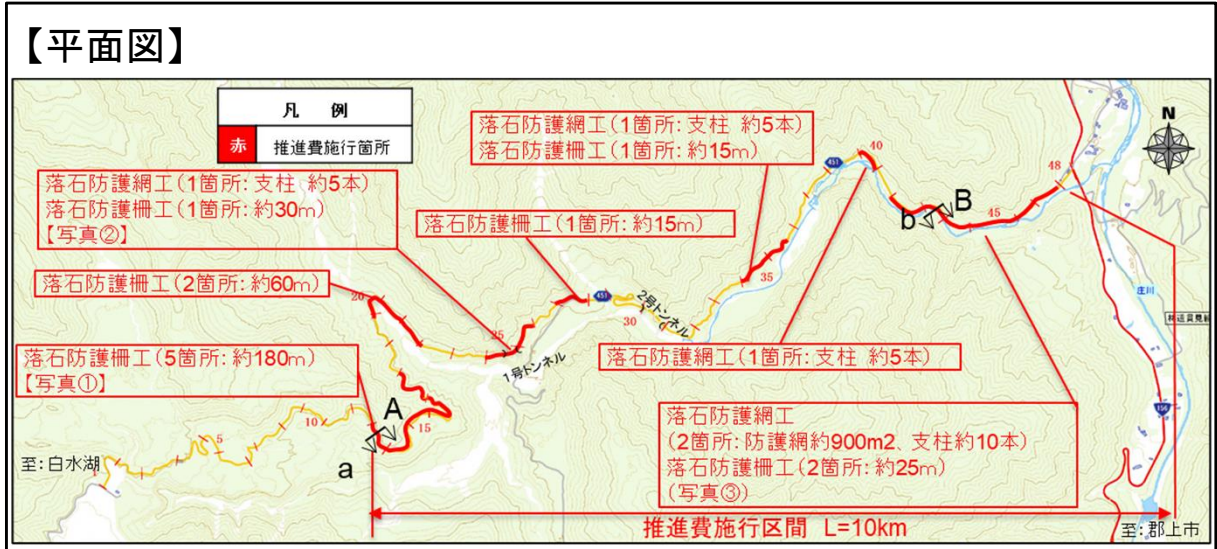 【平面図】
凡 例
赤 推進費施行箇所
N
落石防護網工(1箇所:支柱 約5本)
落石防護柵工(1箇所:約15m)
451
40
48
落石防護網工(1箇所:支柱 約5本)
落石防護柵工(1箇所:約30m)
【写真②】
落石防護柵工(1箇所:約15m)
b
B
45
落石防護柵工(2箇所:約60m)
20
25
451
2号トンネル
30
35
庄川
1号トンネル
落石防護網工(1箇所:支柱 約5本)
落石防護柵工(5箇所:約180m)
【写真①】
A
a
15
10
5
156
落石防護網工
(2箇所:防護網約900m2、支柱約10本)
落石防護柵工(2箇所:約25m)
(写真③)
至:白水湖
推進費施行区間 L=10km
至:郡上市